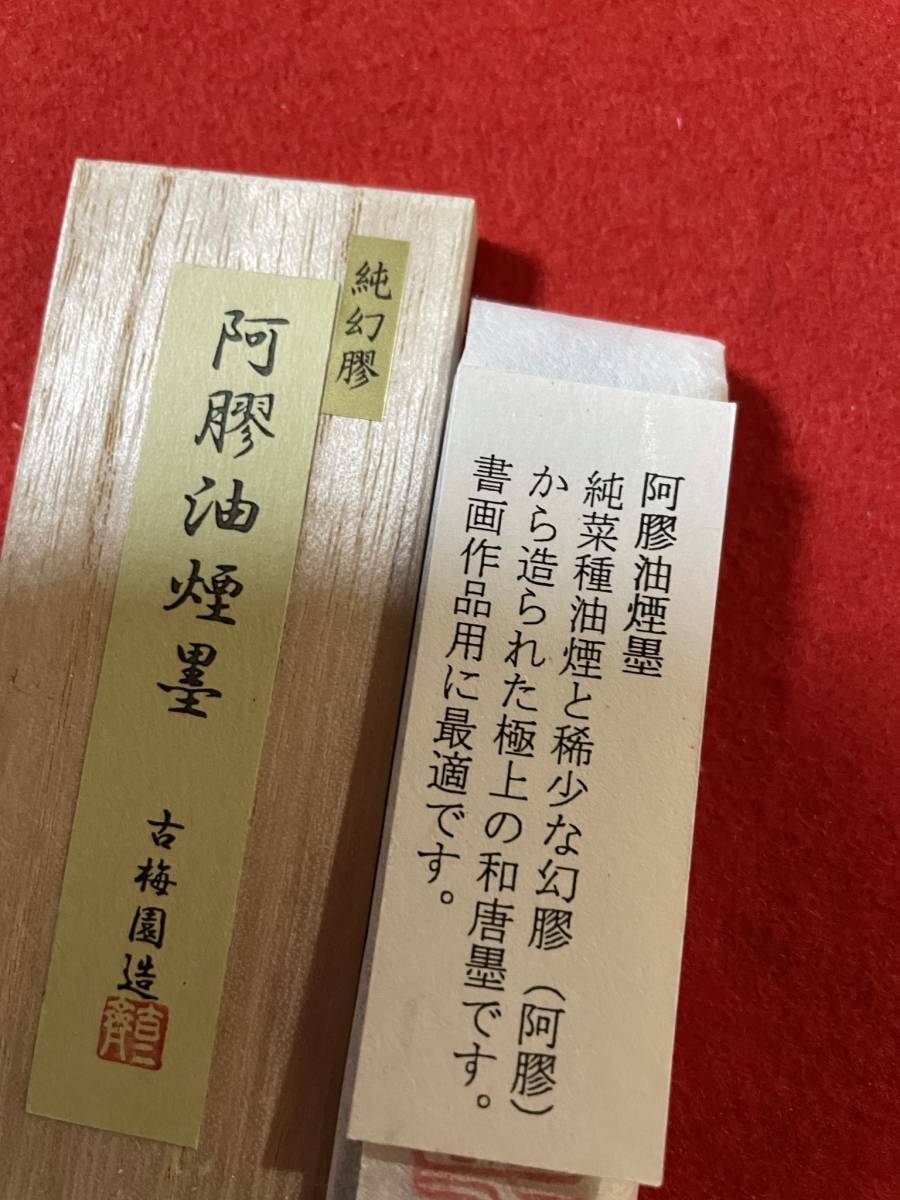 純幻膠
阿膠油煙墨
古梅園造
阿膠油煙墨
純菜種油煙と稀少な幻膠（阿膠）
から造られた極上の和唐墨です。
書画作品用に最適です。